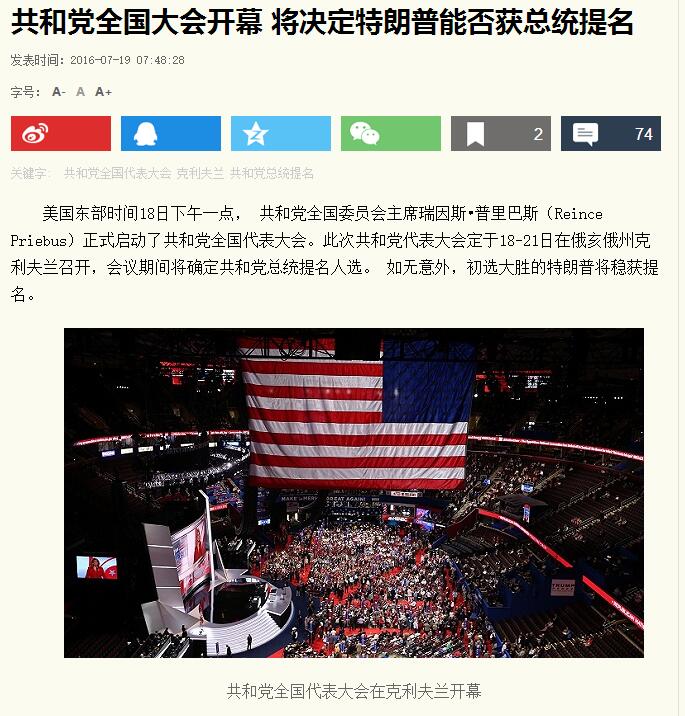 共和党全国大会开幕 将决定特朗普能否获总统提名
发表时间：2016-07-19 07:48:28
字号： A- A A+
2
74
关键字： 共和党全国代表大会 克利夫兰 共和党总统提名
美国东部时间18日下午一点， 共和党全国委员会主席瑞因斯•普里巴斯（Reince
Priebus）正式启动了共和党全国代表大会。此次共和党代表大会定于18-21日在俄亥俄州克
利夫兰召开，会议期间将确定共和党总统提名人选。 如无意外，初选大胜的特朗普将稳获提
名。
TRUMP
共和党全国代表大会在克利夫兰开幕